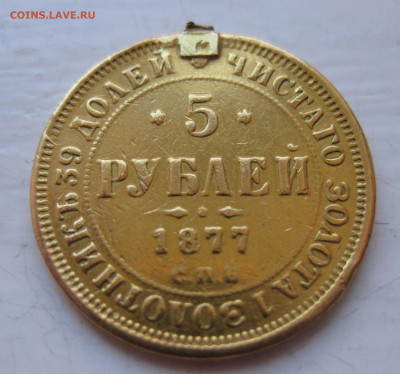 COINS.LAVE.RU
ЧИСТАГО ЗОЛОТА 1 ЗОЛОТНИКЪ 39 ДОЛЕЙ
5
РУБЛЕЙ
1877
С.П.Б.